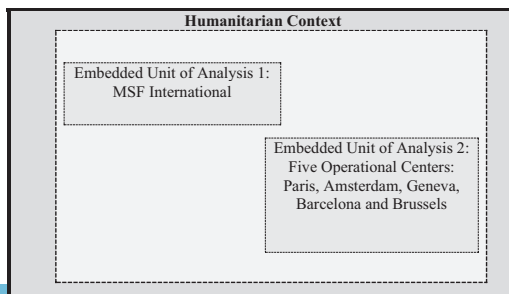 Humanitarian Context
Embedded Unit of Analysis 1:
MSF International
Embedded Unit of Analysis 2:
Five Operational Centers:
Paris, Amsterdam, Geneva,
Barcelona and Brussels